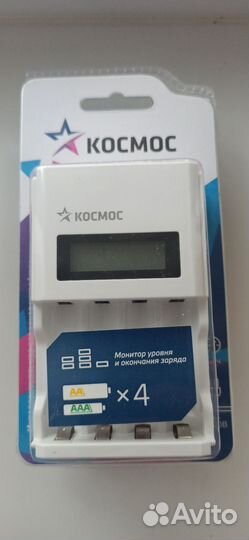 КОСМОС
КОСМОС
Монитор уровня
и окончания заряда
AA
AAA
×4
Avito